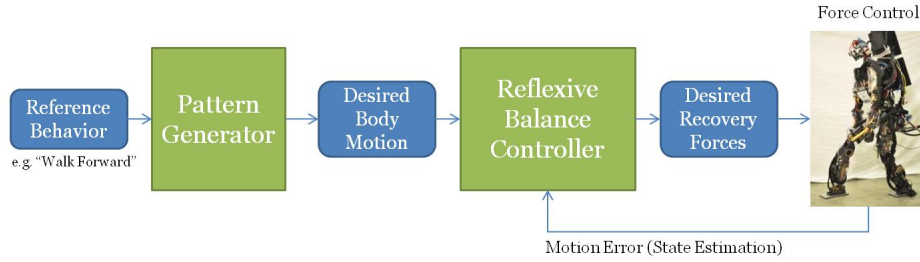 Force Control
Reference
Behavior
e.g. “Walk Forward”
Pattern
Generator
Desired
Body
Motion
Reflexive
Balance
Controller
Desired
Recovery
Forces
Motion Error (State Estimation)